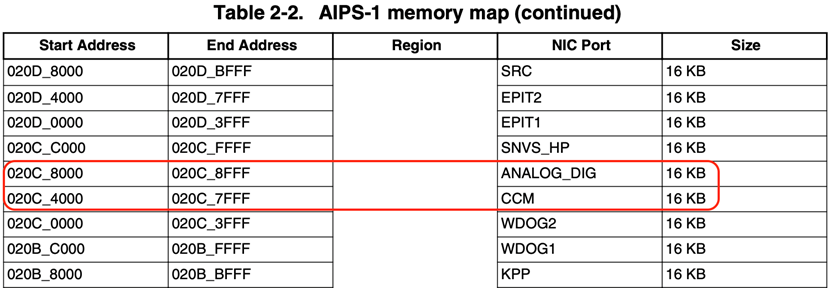 Table 2-2. AIPS-1 memory map (continued)
Start Address End Address Region NIC Port Size
020D_8000 020D_BFFF SRC 16 KB
020D_4000 020D_7FFF EPIT2 16 KB
020D_0000 020D_3FFF EPIT1 16 KB
020C_C000 020C_FFFF SNVS_HP 16 KB
020C_8000 020C_8FFF ANALOG_DIG 16 KB
020C_4000 020C_7FFF CCM 16 KB
020C_0000 020C_3FFF WDOG2 16 KB
020B_C000 020B_FFFF WDOG1 16 KB
020B_8000 020B_BFFF KPP 16 KB